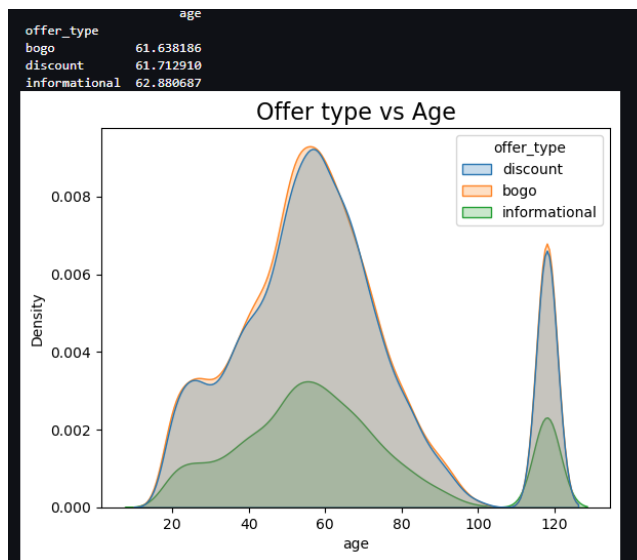 age
offer_type
bogo 61.638186
discount 61.712910
informational 62.880687
Offer type vs Age
offer_type
discount
bogo
informational
0.008
0.006
0.004
0.002
0.000
Density
20 40 60 80 100 120
age